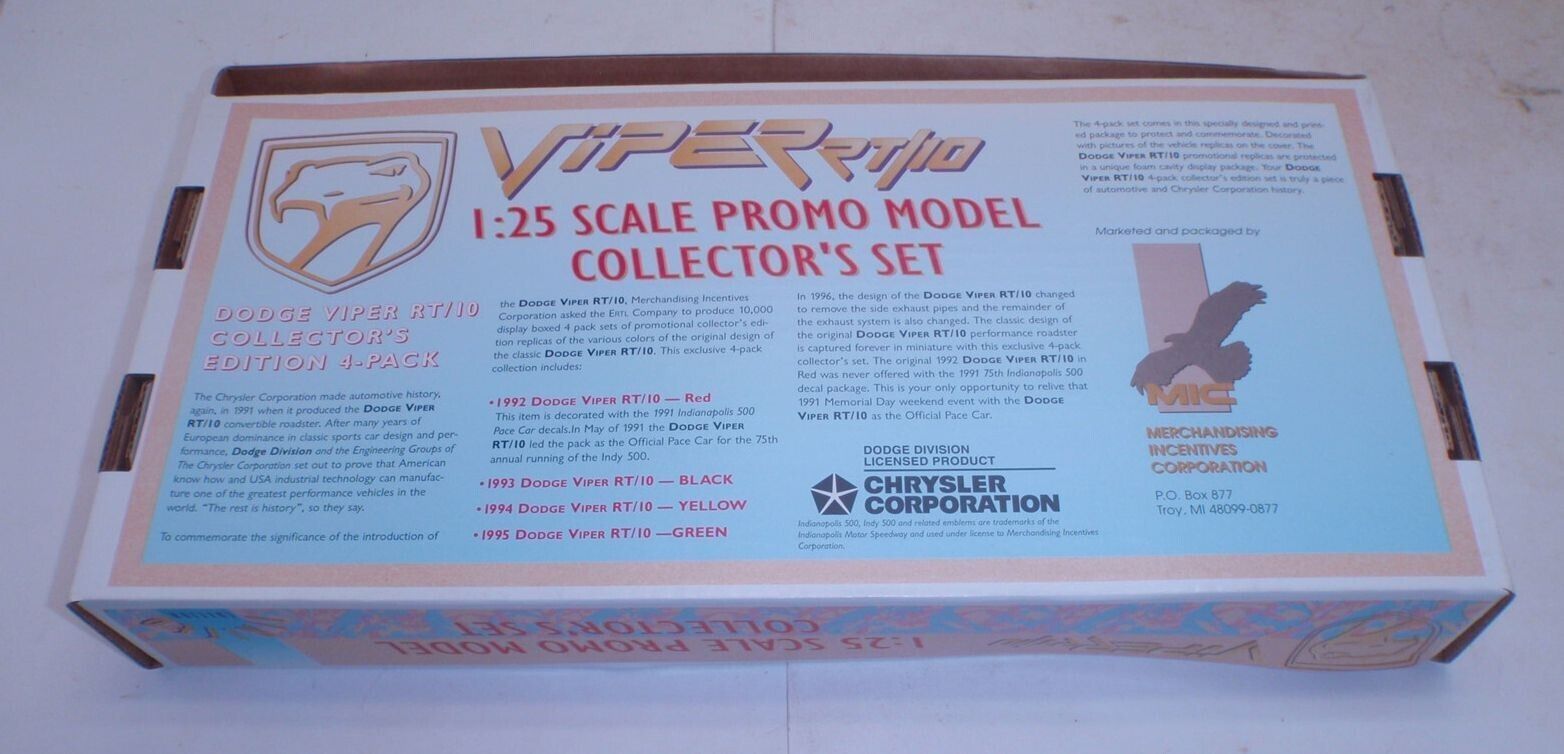 VIPER RT/10
1:25 SCALE PROMO MODEL
COLLECTOR'S SET
DODGE VIPER RT/10
COLLECTOR'S
EDITION 4-PACK
The Chrysler Corporation made automotive history,
again, in 1991 when it produced the DODGE VIPER
RT/10 convertible roadster. After many years of
European dominance in classic sports car design and per-
formance, Dodge Division and the Engineering Groups of
The Chrysler Corporation set out to prove that American
know how and USA industrial technology can manufac-
ture one of the greatest performance vehicles in the
world. "The rest is history", so they say.
To commemorate the significance of the introduction of
the DODGE VIPER RT/10, Merchandising Incentives
Corporation asked the ERTL Company to produce 10,000
display boxed 4 pack sets of promotional collector's edi-
tion replicas of the various colors of the original design of
the classic DODGE VIPER RT/10. This exclusive 4-pack
collection includes:
•1992 DODGE VIPER RT/10 — Red
This item is decorated with the 1991 Indianapolis 500
Pace Car decals.In May of 1991 the DODGE VIPER
RT/10 led the pack as the Official Pace Car for the 75th
annual running of the Indy 500.
•1993 DODGE VIPER RT/10 — BLACK
•1994 DODGE VIPER RT/10 — YELLOW
•1995 DODGE VIPER RT/10 —GREEN
In 1996, the design of the DODGE VIPER RT/10 changed
to remove the side exhaust pipes and the remainder of
the exhaust system is also changed. The classic design of
the original DODGE VIPER RT/10 performance roadster
is captured forever in miniature with this exclusive 4-pack
collector's set. The original 1992 DODGE VIPER RT/10 in
Red was never offered with the 1991 75th Indianapolis 500
decal package. This is your only opportunity to relive that
1991 Memorial Day weekend event with the DODGE
VIPER RT/10 as the Official Pace Car.
DODGE DIVISION
LICENSED PRODUCT
CHRYSLER
CORPORATION
Indianapolis 500, Indy 500 and related emblems are trademarks of the
Indianapolis Motor Speedway and used under license to Merchandising Incentives
Corporation.
The 4-pack set comes in this specially designed and print-
ed package to protect and commemorate. Decorated
with pictures of the vehicle replicas on the cover. The
DODGE VIPER RT/10 promotional replicas are protected
in a unique foam cavity display package. Your DODGE
VIPER RT/10 4-pack collector's edition set is truly a piece
of automotive and Chrysler Corporation history.
Marketed and packaged by
MIC
MERCHANDISING
INCENTIVES
CORPORATION
P.O. Box 877
Troy, MI 48099-0877
1:25 SCALE PROMO MODEL
COLLECTOR'S SET